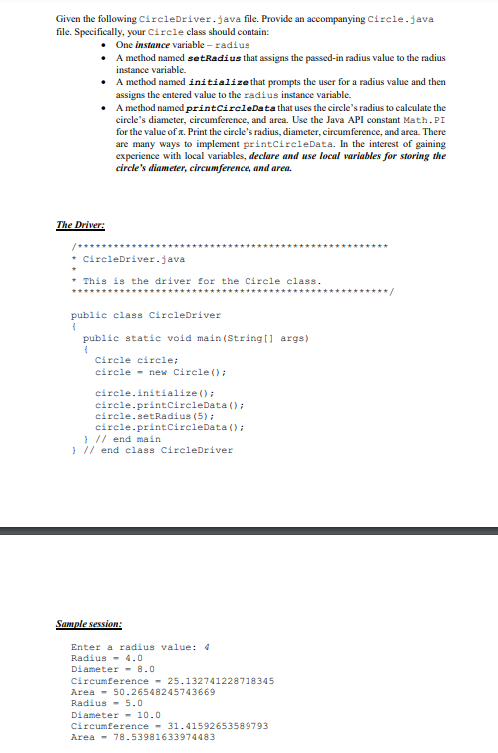 Given the following CircleDriver.java file. Provide an accompanying Circle.java
file. Specifically, your Circle class should contain:
• One instance variable – radius
• A method named setRadius that assigns the passed-in radius value to the radius
instance variable.
• A method named initialize that prompts the user for a radius value and then
assigns the entered value to the radius instance variable.
• A method named printCircleData that uses the circle's radius to calculate the
circle's diameter, circumference, and area. Use the Java API constant Math.PI
for the value of π. Print the circle's radius, diameter, circumference, and area. There
are many ways to implement printCircleData. In the interest of gaining
experience with local variables, declare and use local variables for storing the
circle's diameter, circumference, and area.
The Driver:
/****************************************************
* CircleDriver.java
*
* This is the driver for the Circle class.
*****************************************************/
public class CircleDriver
{
public static void main(String[] args)
{
Circle circle;
circle = new Circle();
circle.initialize();
circle.printCircleData();
circle.setRadius(5);
circle.printCircleData();
} // end main
} // end class CircleDriver
Sample session:
Enter a radius value: 4
Radius = 4.0
Diameter = 8.0
Circumference = 25.132741228718345
Area = 50.26548245743669
Radius = 5.0
Diameter = 10.0
Circumference = 31.41592653589793
Area = 78.53981633974483